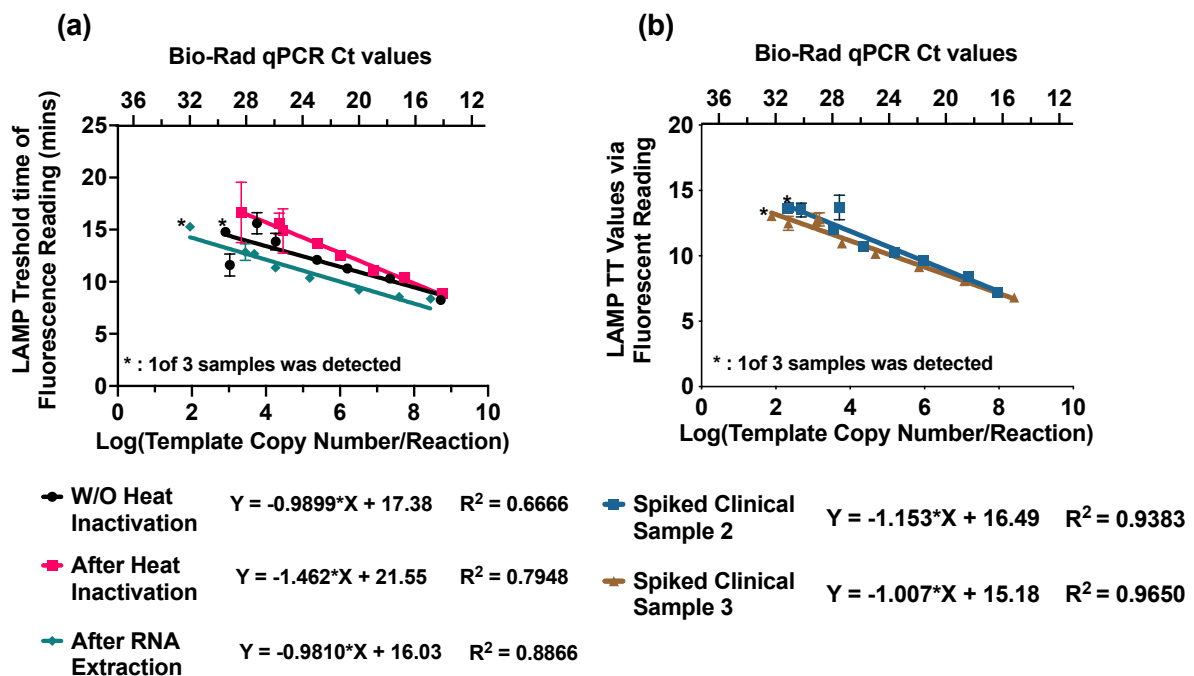 (a)
Bio-Rad qPCR Ct values
36 32 28 24 20 16 12
25
20
15
10
5
0
LAMP Treshold time of
Fluorescence Reading (mins)
* *
* : 1of 3 samples was detected
0 2 4 6 8 10
Log(Template Copy Number/Reaction)
W/O Heat
Inactivation
Y = -0.9899*X + 17.38 R² = 0.6666
After Heat
Inactivation
Y = -1.462*X + 21.55 R² = 0.7948
After RNA
Extraction
Y = -0.9810*X + 16.03 R² = 0.8866
(b)
Bio-Rad qPCR Ct values
36 32 28 24 20 16 12
20
15
10
5
0
LAMP TT Values via
Fluorescent Reading
* *
* : 1of 3 samples was detected
0 2 4 6 8 10
Log(Template Copy Number/Reaction)
Spiked Clinical
Sample 2
Y = -1.153*X + 16.49 R² = 0.9383
Spiked Clinical
Sample 3
Y = -1.007*X + 15.18 R² = 0.9650